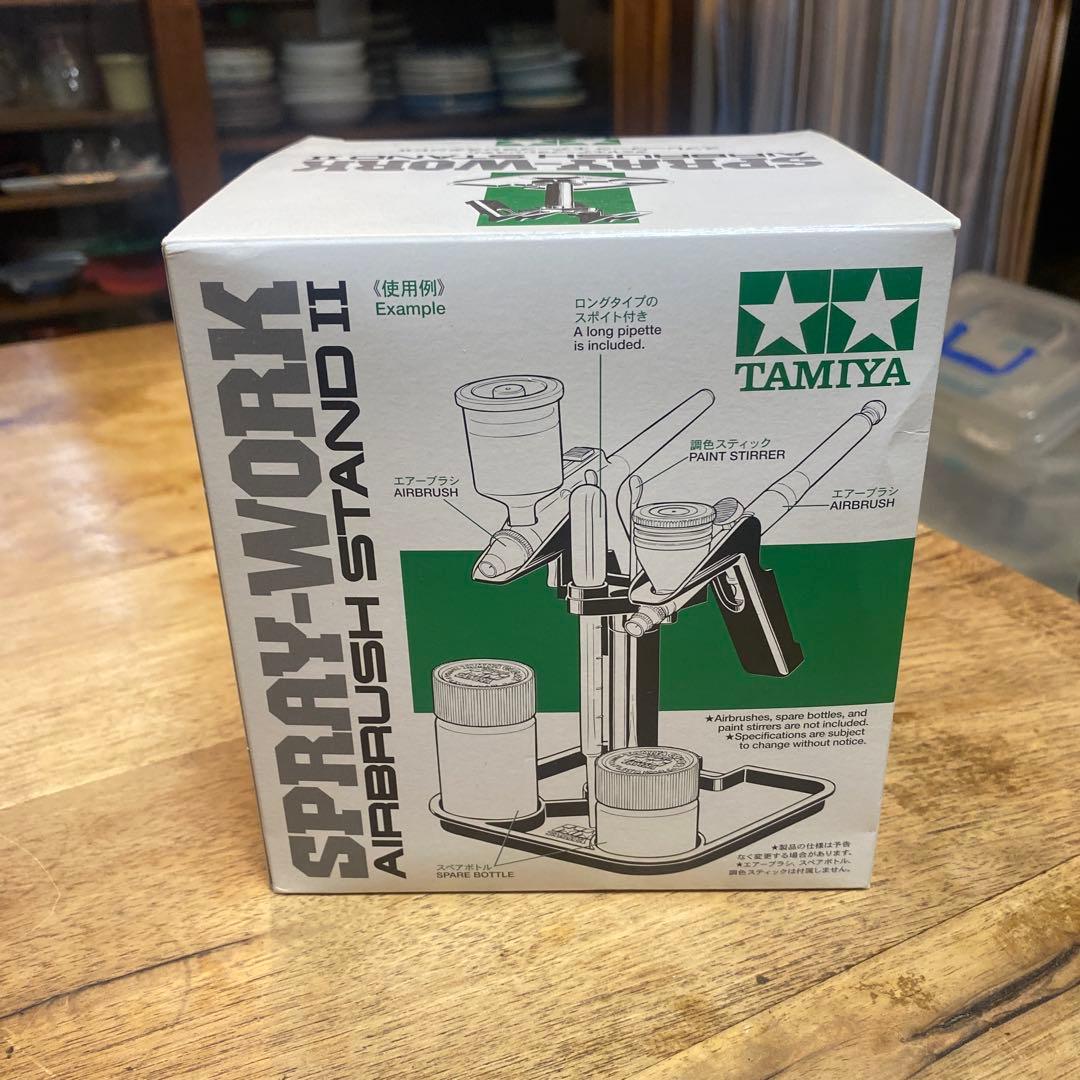 TAMIYA
SPRAY-WORK
AIRBRUSH STAND II
SPRAY-WORK
AIRBRUSH STAND II
《使用例》
Example
ロングタイプの
スポイト付き
A long pipette
is included.
TAMIYA
調色スティック
PAINT STIRRER
エアーブラシ
AIRBRUSH
エアーブラシ
AIRBRUSH
★Airbrushes, spare bottles, and
paint stirrers are not included.
★Specifications are subject
to change without notice.
スペアボトル
SPARE BOTTLE
★製品の仕様は予告
なく変更する場合があります。
★エアーブラシ、スペアボトル、
調色スティックは付属しません。